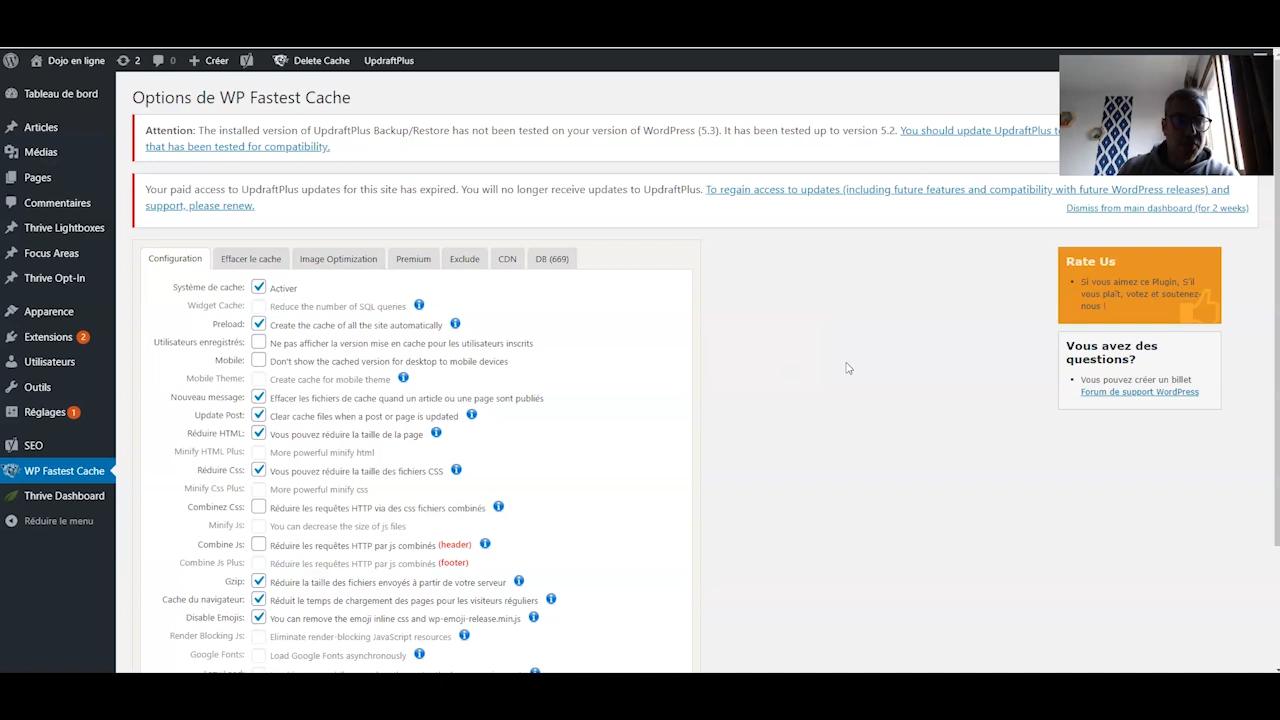 Dojo en ligne 2 0 Créer Delete Cache UpdraftPlus
Tableau de bord
Articles
Médias
Pages
Commentaires
Thrive Lightboxes
Focus Areas
Thrive Opt-In
Apparence
Extensions 2
Utilisateurs
Outils
Réglages 1
SEO
WP Fastest Cache
Thrive Dashboard
Réduire le menu
Options de WP Fastest Cache
Attention: The installed version of UpdraftPlus Backup/Restore has not been tested on your version of WordPress (5.3). It has been tested up to version 5.2. You should update UpdraftPlus to
that has been tested for compatibility.
Your paid access to UpdraftPlus updates for this site has expired. You will no longer receive updates to UpdraftPlus. To regain access to updates (including future features and compatibility with future WordPress releases) and
support, please renew.
Dismiss from main dashboard (for 2 weeks)
Configuration Effacer le cache Image Optimization Premium Exclude CDN DB (669)
Système de cache: Activer
Widget Cache: Reduce the number of SQL queries
Preload: Create the cache of all the site automatically
Utilisateurs enregistrés: Ne pas afficher la version mise en cache pour les utilisateurs inscrits
Mobile: Don't show the cached version for desktop to mobile devices
Mobile Theme: Create cache for mobile theme
Nouveau message: Effacer les fichiers de cache quand un article ou une page sont publiés
Update Post: Clear cache files when a post or page is updated
Réduire HTML: Vous pouvez réduire la taille de la page
Minify HTML Plus: More powerful minify html
Réduire Css: Vous pouvez réduire la taille des fichiers CSS
Minify Css Plus: More powerful minify css
Combinez Css: Réduire les requêtes HTTP via des css fichiers combinés
Minify Js: You can decrease the size of js files
Combine Js: Réduire les requêtes HTTP par js combinés (header)
Combine Js Plus: Réduire les requêtes HTTP par js combinés (footer)
Gzip: Réduire la taille des fichiers envoyés à partir de votre serveur
Cache du navigateur: Réduit le temps de chargement des pages pour les visiteurs réguliers
Disable Emojis: You can remove the emoji inline css and wp-emoji-release.min.js
Render Blocking Js: Eliminate render-blocking JavaScript resources
Google Fonts: Load Google Fonts asynchronously
Rate Us
Si vous aimez ce Plugin, S'il
vous plaît, votez et soutenez-
nous !
Vous avez des
questions?
Vous pouvez créer un billet
Forum de support WordPress